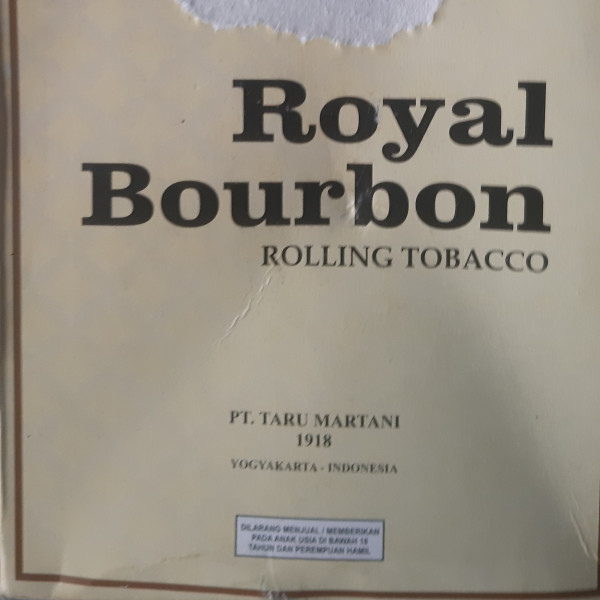 Royal
Bourbon
ROLLING TOBACCO
PT. TARU MARTANI
1918
YOGYAKARTA - INDONESIA
DILARANG MENJUAL / MEMBERIKAN
PADA ANAK USIA DI BAWAH 18
TAHUN DAN PEREMPUAN HAMIL